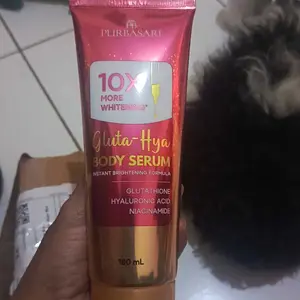 PURBASARI
10X
MORE
WHITENING*
Gluta-Hya
BODY SERUM
INSTANT BRIGHTENING FORMULA
GLUTATHIONE
HYALURONIC ACID
NIACINAMIDE
180 mL